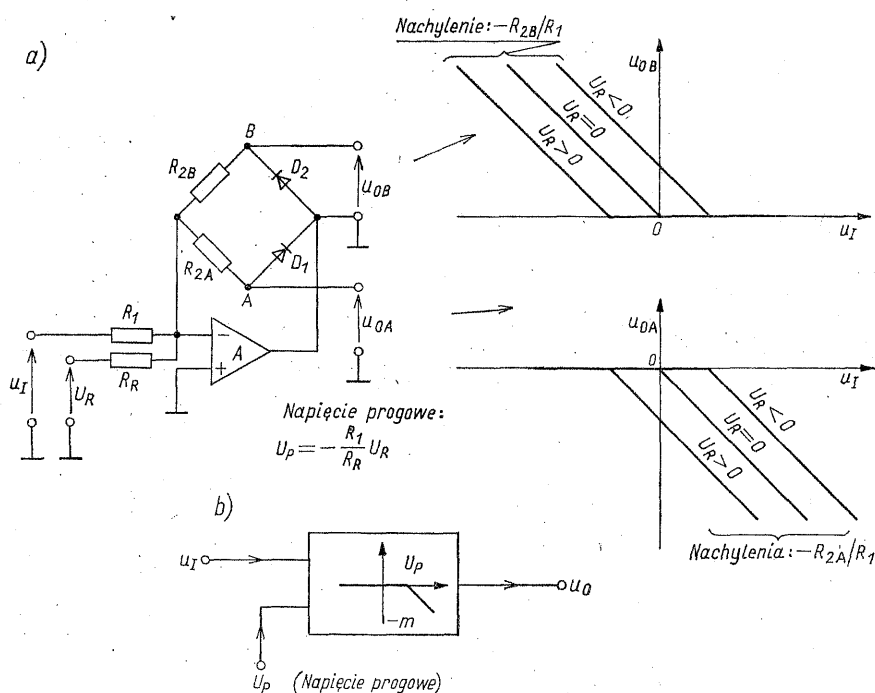 a)
Nachylenie: −R2B/R1
B
R2B
D2
R2A
D1
A
u0B
u0A
R1
RR
uI
UR
−
+
A
Napięcie progowe:
UP = − R1/RR UR
u0B
UR<0
UR=0
UR>0
0
uI
u0A
0
uI
UR<0
UR=0
UR>0
Nachylenia: −R2A/R1
b)
uI
UP
−m
u0
UP (Napięcie progowe)